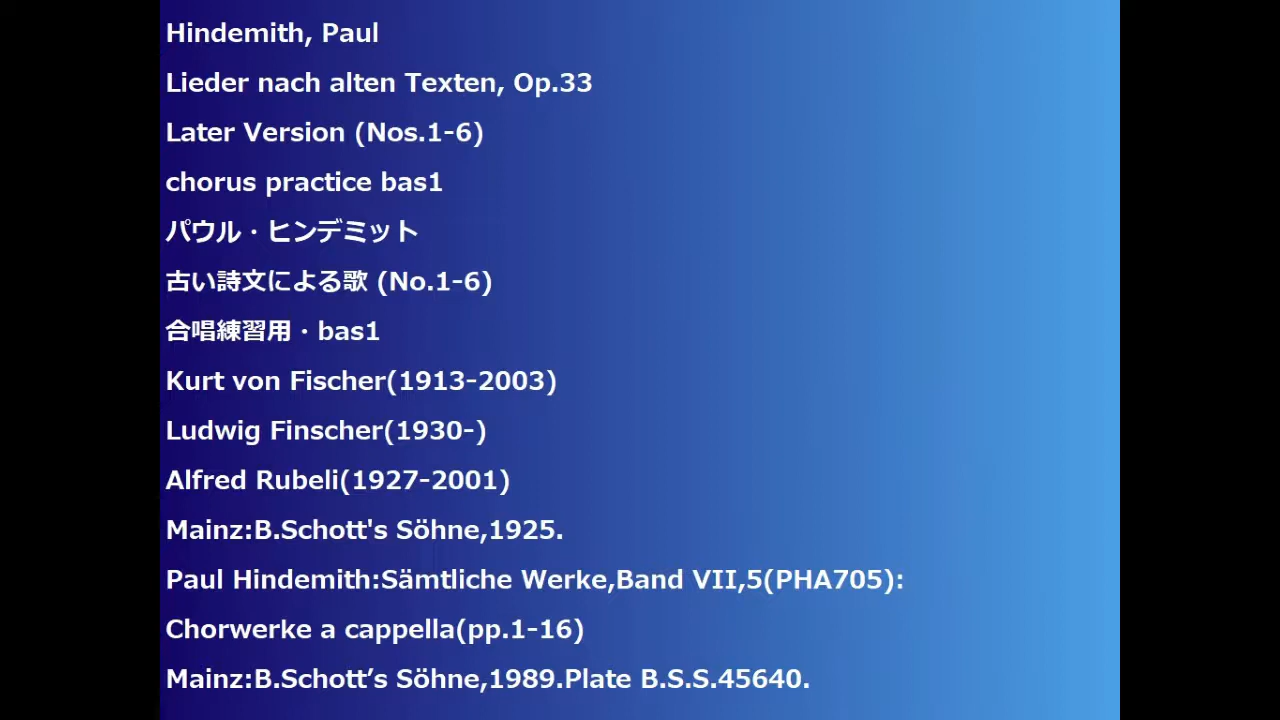 Hindemith, Paul
Lieder nach alten Texten, Op.33
Later Version (Nos.1-6)
chorus practice bas1
パウル・ヒンデミット
古い詩文による歌 (No.1-6)
合唱練習用・bas1
Kurt von Fischer(1913-2003)
Ludwig Finscher(1930-)
Alfred Rubeli(1927-2001)
Mainz:B.Schott's Söhne,1925.
Paul Hindemith:Sämtliche Werke,Band VII,5(PHA705):
Chorwerke a cappella(pp.1-16)
Mainz:B.Schott’s Söhne,1989.Plate B.S.S.45640.